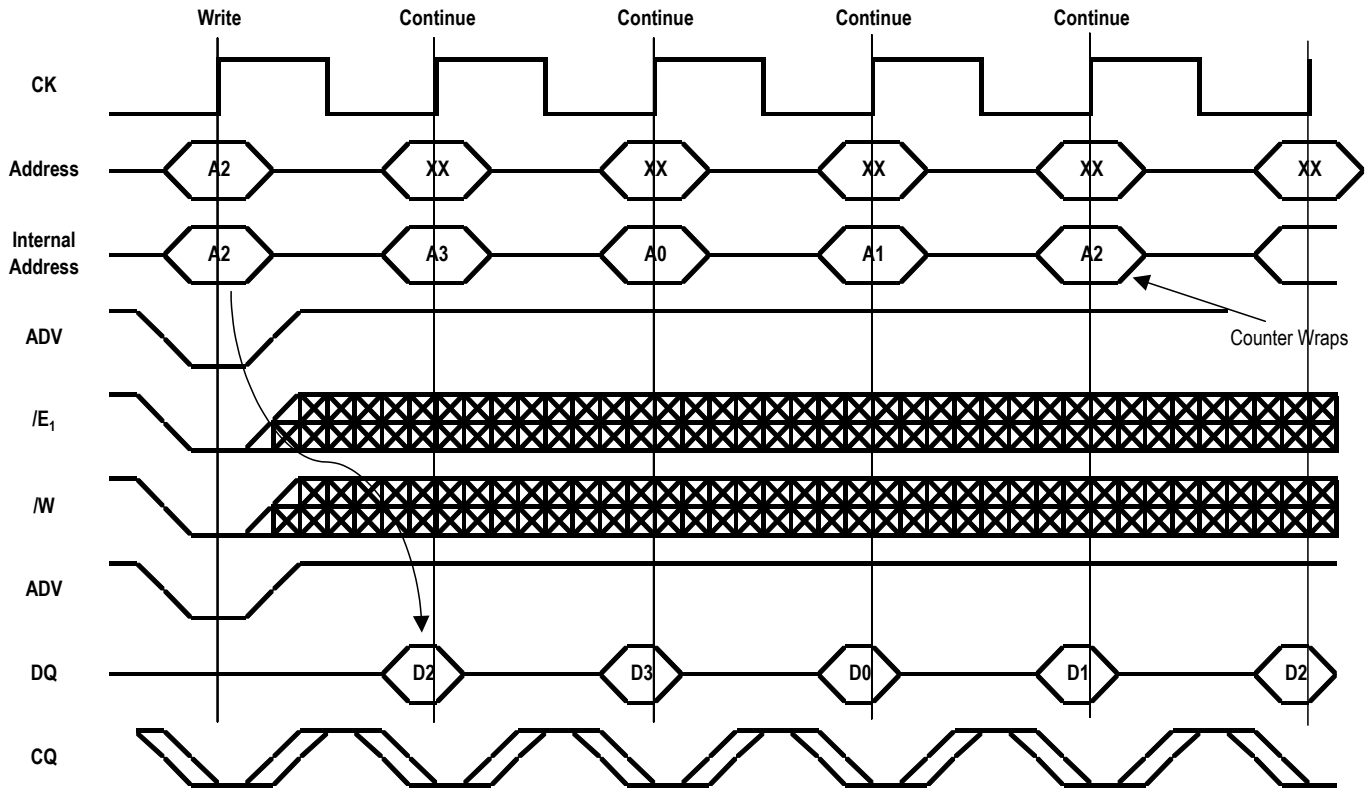 Write Continue Continue Continue Continue
CK
Address A2 XX XX XX XX XX
Internal
Address
A2 A3 A0 A1 A2
ADV
Counter Wraps
/E1
/W
ADV
DQ D2 D3 D0 D1 D2
CQ